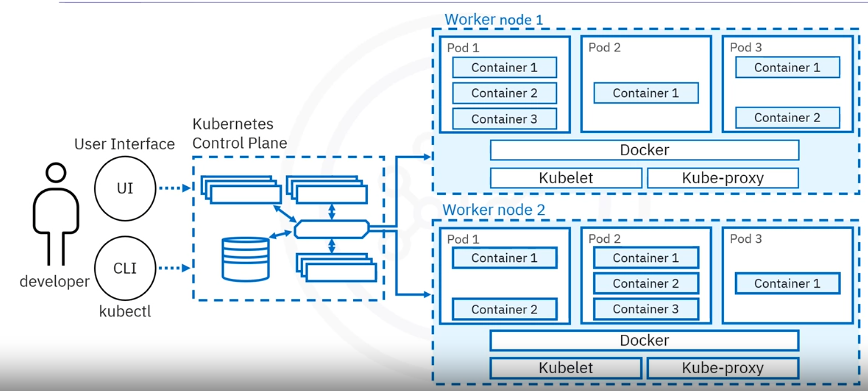 Worker node 1
Pod 1
Container 1
Container 2
Container 3
Pod 2
Container 1
Pod 3
Container 1
Container 2
Docker
Kubelet
Kube-proxy
User Interface
UI
CLI
kubectl
developer
Kubernetes
Control Plane
Worker node 2
Pod 1
Container 1
Container 2
Pod 2
Container 1
Container 2
Container 3
Pod 3
Container 1
Docker
Kubelet
Kube-proxy